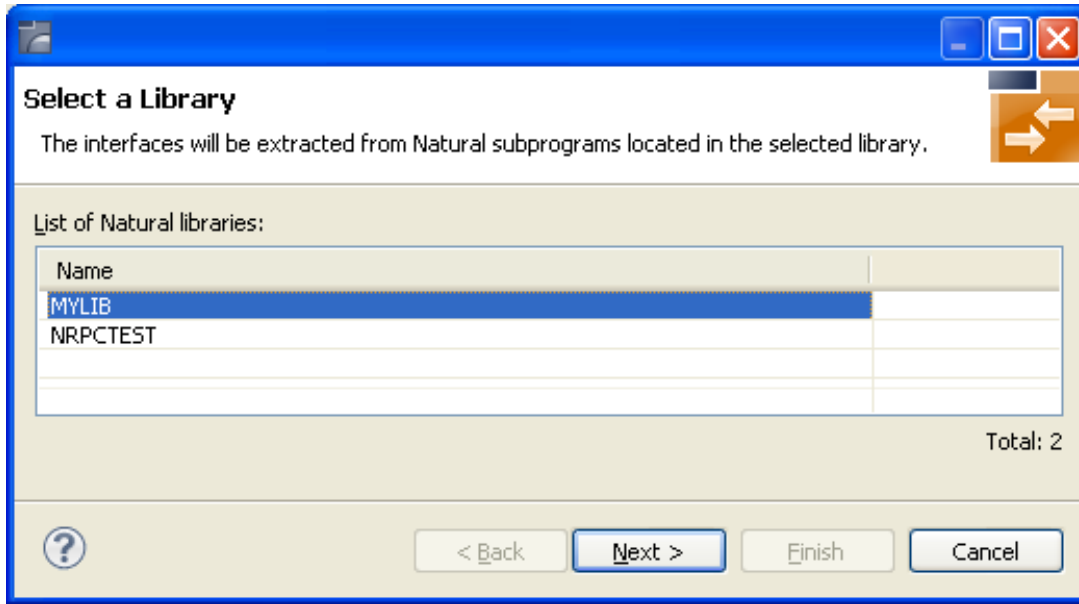 Select a Library
The interfaces will be extracted from Natural subprograms located in the selected library.
List of Natural libraries:
Name
MYLIB
NRPCTEST
Total: 2
? < Back Next > Finish Cancel